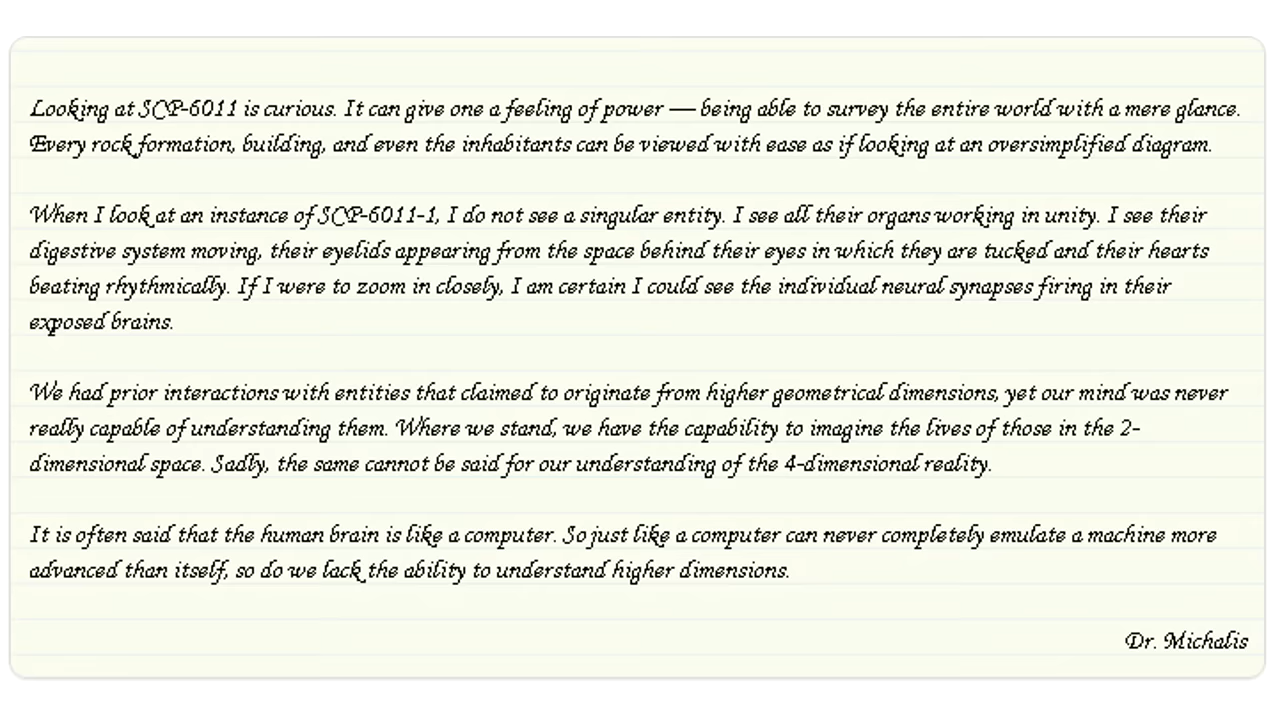 Looking at SCP-6011 is curious. It can give one a feeling of power — being able to survey the entire world with a mere glance.
Every rock formation, building, and even the inhabitants can be viewed with ease as if looking at an oversimplified diagram.
When I look at an instance of SCP-6011-1, I do not see a singular entity. I see all their organs working in unity. I see their
digestive system moving, their eyelids appearing from the space behind their eyes in which they are tucked and their hearts
beating rhythmically. If I were to zoom in closely, I am certain I could see the individual neural synapses firing in their
exposed brains.
We had prior interactions with entities that claimed to originate from higher geometrical dimensions, yet our mind was never
really capable of understanding them. Where we stand, we have the capability to imagine the lives of those in the 2-
dimensional space. Sadly, the same cannot be said for our understanding of the 4-dimensional reality.
It is often said that the human brain is like a computer. So just like a computer can never completely emulate a machine more
advanced than itself, so do we lack the ability to understand higher dimensions.
Dr. Michalis